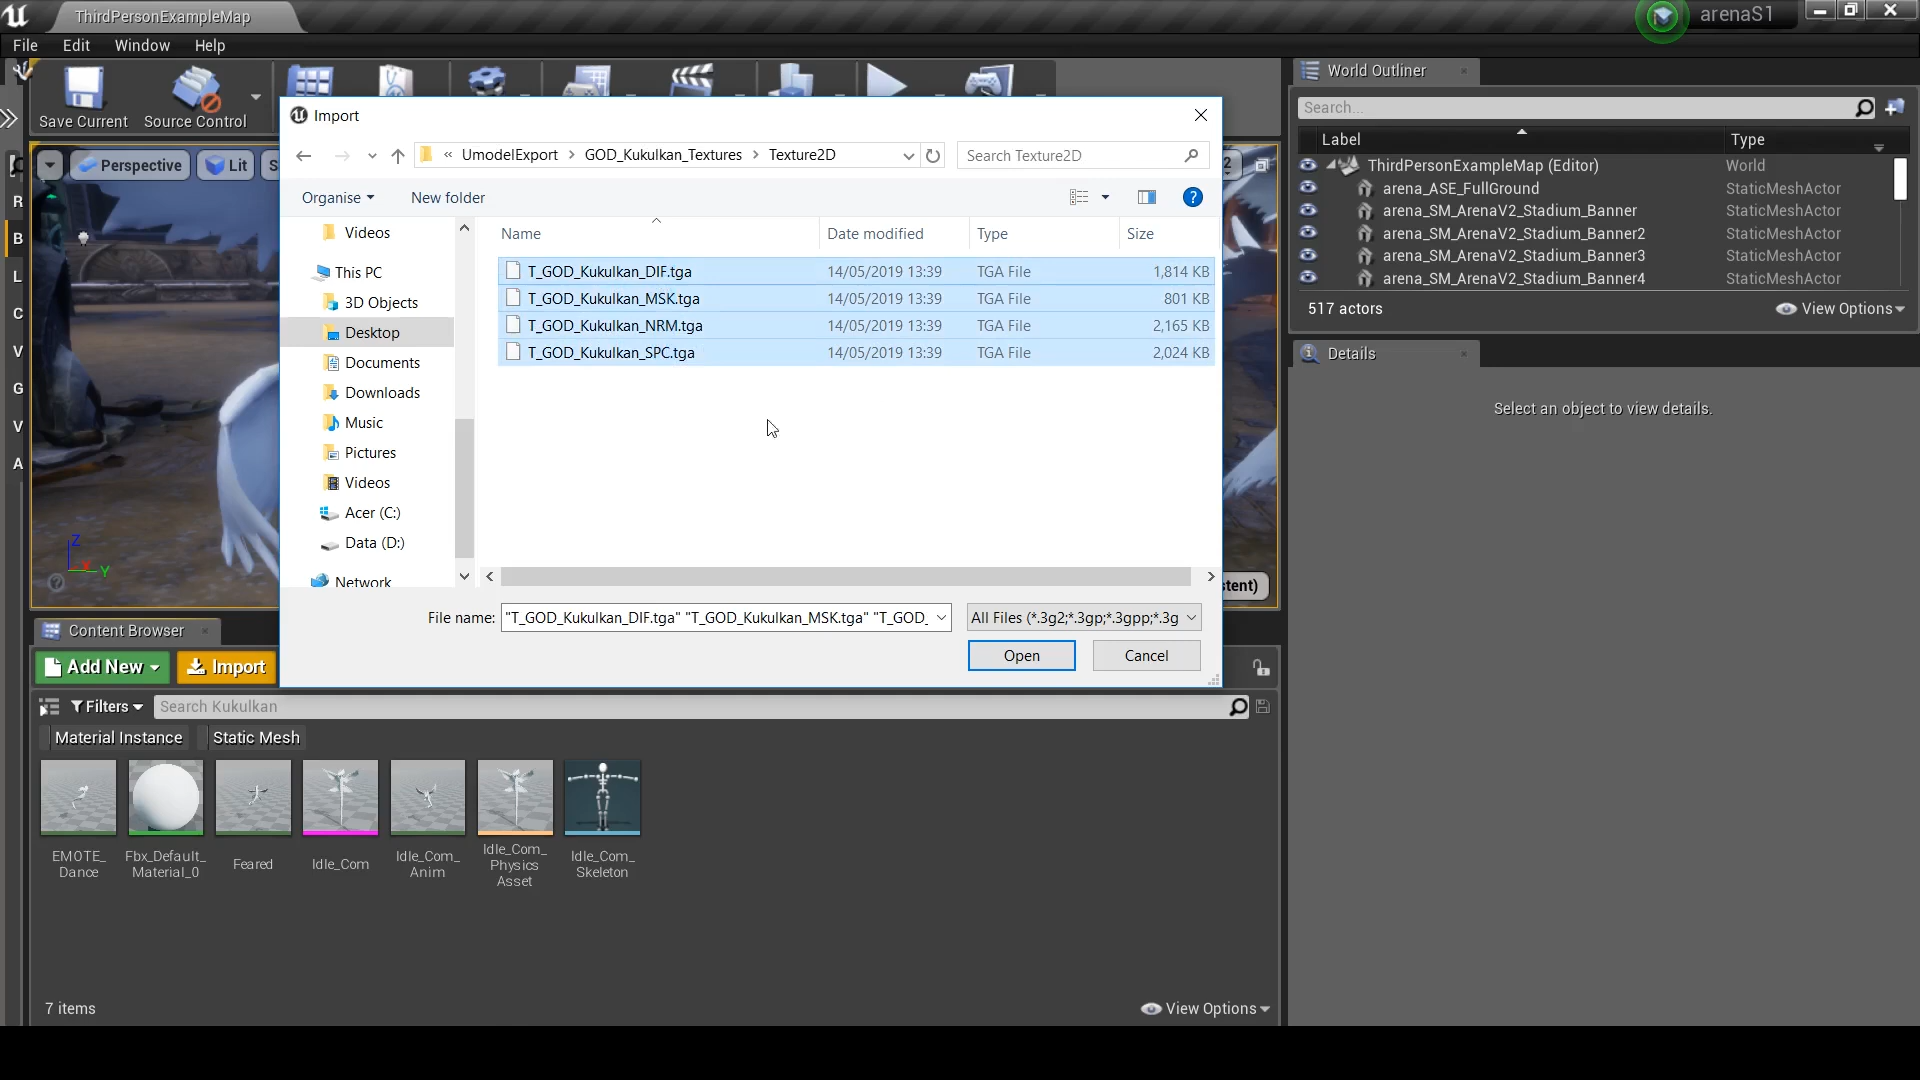 ThirdPersonExampleMap
arenaS1
File Edit Window Help
Save Current Source Control
Perspective Lit
Import
« UmodelExport > GOD_Kukulkan_Textures > Texture2D
Search Texture2D
Organise New folder
Name Date modified Type Size
T_GOD_Kukulkan_DIF.tga 14/05/2019 13:39 TGA File 1,814 KB
T_GOD_Kukulkan_MSK.tga 14/05/2019 13:39 TGA File 801 KB
T_GOD_Kukulkan_NRM.tga 14/05/2019 13:39 TGA File 2,165 KB
T_GOD_Kukulkan_SPC.tga 14/05/2019 13:39 TGA File 2,024 KB
Videos
This PC
3D Objects
Desktop
Documents
Downloads
Music
Pictures
Videos
Acer (C:)
Data (D:)
Network
File name: "T_GOD_Kukulkan_DIF.tga" "T_GOD_Kukulkan_MSK.tga" "T_GOD_
All Files (*.3g2;*.3gp;*.3gpp;*.3g
Open Cancel
R
B
L
C
V
G
V
A
S
2
Z
X
Y
stent)
World Outliner
Search...
Label Type
ThirdPersonExampleMap (Editor) World
arena_ASE_FullGround StaticMeshActor
arena_SM_ArenaV2_Stadium_Banner StaticMeshActor
arena_SM_ArenaV2_Stadium_Banner2 StaticMeshActor
arena_SM_ArenaV2_Stadium_Banner3 StaticMeshActor
arena_SM_ArenaV2_Stadium_Banner4 StaticMeshActor
517 actors View Options
Details
Select an object to view details.
Content Browser
Add New Import
Filters Search Kukulkan
Material Instance Static Mesh
EMOTE_
Dance
Fbx_Default_
Material_0
Feared
Idle_Com
Idle_Com_
Anim
Idle_Com_
Physics
Asset
Idle_Com_
Skeleton
7 items View Options